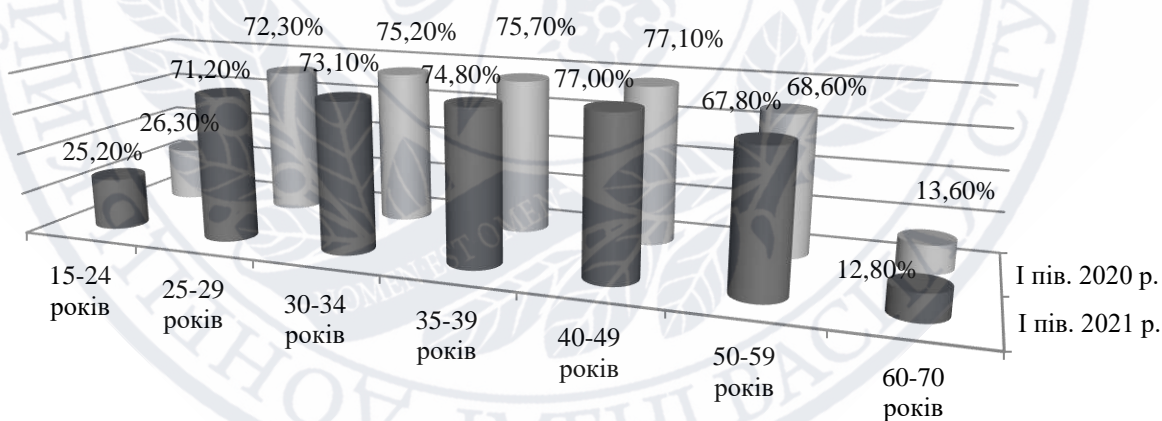 72,30%
75,20%
75,70%
77,10%
71,20%
73,10%
74,80%
77,00%
67,80%
68,60%
26,30%
25,20%
13,60%
12,80%
15-24
років
25-29
років
30-34
років
35-39
років
40-49
років
50-59
років
60-70
років
І пів. 2020 р.
І пів. 2021 р.